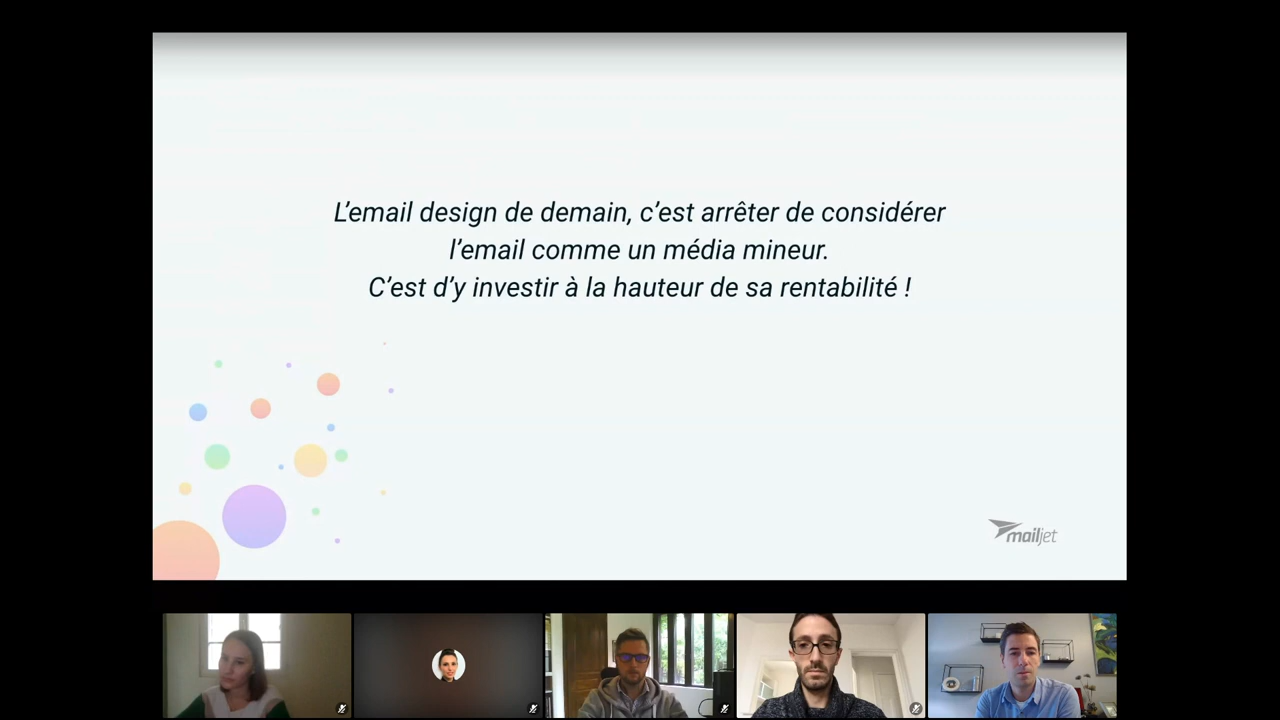 L’email design de demain, c’est arrêter de considérer
l’email comme un média mineur.
C’est d’y investir à la hauteur de sa rentabilité !
mailjet